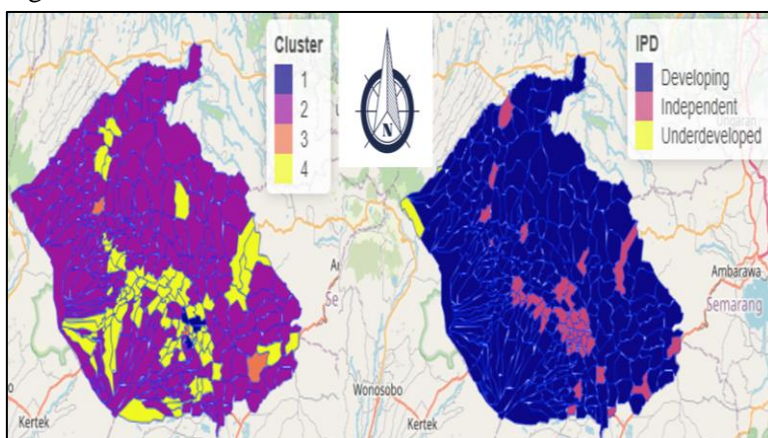 Cluster
1
2
3
4
N
Kertek
IPD
Developing
Independent
Underdeveloped
Ambarawa
Semarang
Wonosobo
Kertek